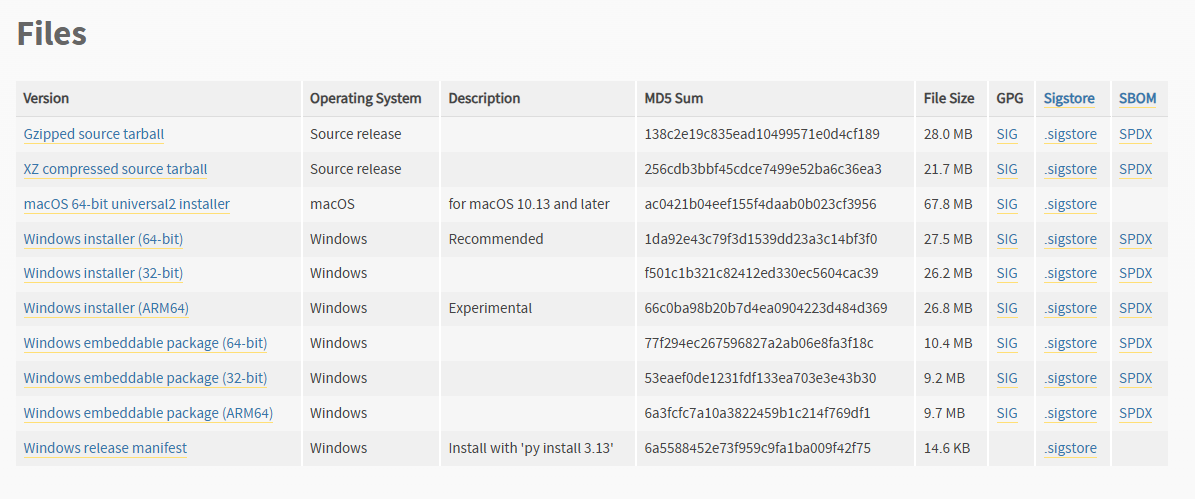 Files
Version Operating System Description MD5 Sum File Size GPG Sigstore SBOM
Gzipped source tarball Source release 138c2e19c835ead10499571e0d4cf189 28.0 MB SIG .sigstore SPDX
XZ compressed source tarball Source release 256cdb3bbf45cdce7499e52ba6c36ea3 21.7 MB SIG .sigstore SPDX
macOS 64-bit universal2 installer macOS for macOS 10.13 and later ac0421b04eef155f4daab0b023cf3956 67.8 MB SIG .sigstore
Windows installer (64-bit) Windows Recommended 1da92e43c79f3d1539dd23a3c14bf3f0 27.5 MB SIG .sigstore SPDX
Windows installer (32-bit) Windows f501c1b321c82412ed330ec5604cac39 26.2 MB SIG .sigstore SPDX
Windows installer (ARM64) Windows Experimental 66c0ba98b20b7d4ea0904223d484d369 26.8 MB SIG .sigstore SPDX
Windows embeddable package (64-bit) Windows 77f294ec267596827a2ab06e8fa3f18c 10.4 MB SIG .sigstore SPDX
Windows embeddable package (32-bit) Windows 53eaef0de1231fdf133ea703e3e43b30 9.2 MB SIG .sigstore SPDX
Windows embeddable package (ARM64) Windows 6a3fcfc7a10a3822459b1c214f769df1 9.7 MB SIG .sigstore SPDX
Windows release manifest Windows Install with 'py install 3.13' 6a5588452e73f959c9fa1ba009f42f75 14.6 KB .sigstore